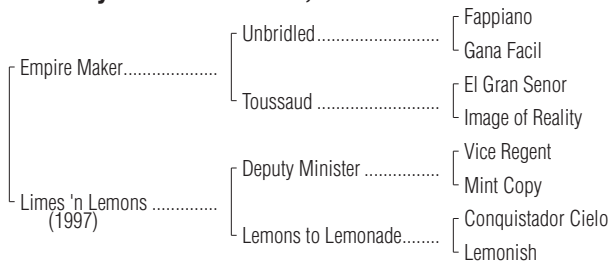 Fappiano
Unbridled....................
Gana Facil
Empire Maker....................
El Gran Senor
Toussaud ..........................
Image of Reality
Vice Regent
Deputy Minister ................
Mint Copy
Limes 'n Lemons ..............
(1997)
Conquistador Cielo
Lemons to Lemonade........
Lemonish